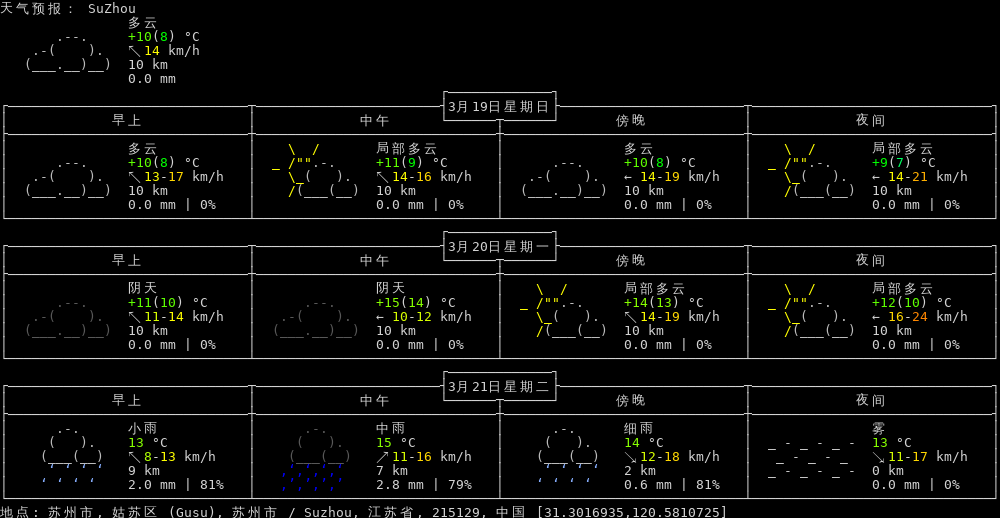 天气预报: SuZhou
多云
+10(8) °C
↖ 14 km/h
10 km
0.0 mm
3月19日星期日
早上 中午 傍晚 夜间
多云 局部多云 多云 局部多云
+10(8) °C +11(9) °C +10(8) °C +9(7) °C
↖ 13-17 km/h ↖ 14-16 km/h ← 14-19 km/h ← 14-21 km/h
10 km 10 km 10 km 10 km
0.0 mm | 0% 0.0 mm | 0% 0.0 mm | 0% 0.0 mm | 0%
3月20日星期一
早上 中午 傍晚 夜间
阴天 阴天 局部多云 局部多云
+11(10) °C +15(14) °C +14(13) °C +12(10) °C
↖ 11-14 km/h ← 10-12 km/h ↖ 14-19 km/h ← 16-24 km/h
10 km 10 km 10 km 10 km
0.0 mm | 0% 0.0 mm | 0% 0.0 mm | 0% 0.0 mm | 0%
3月21日星期二
早上 中午 傍晚 夜间
小雨 中雨 细雨 雾
13 °C 15 °C 14 °C 13 °C
↖ 8-13 km/h ↗ 11-16 km/h ↘ 12-18 km/h ↘ 11-17 km/h
9 km 7 km 2 km 0 km
2.0 mm | 81% 2.8 mm | 79% 0.6 mm | 81% 0.0 mm | 0%
地点: 苏州市, 姑苏区 (Gusu), 苏州市 / Suzhou, 江苏省, 215129, 中国 [31.3016935,120.5810725]